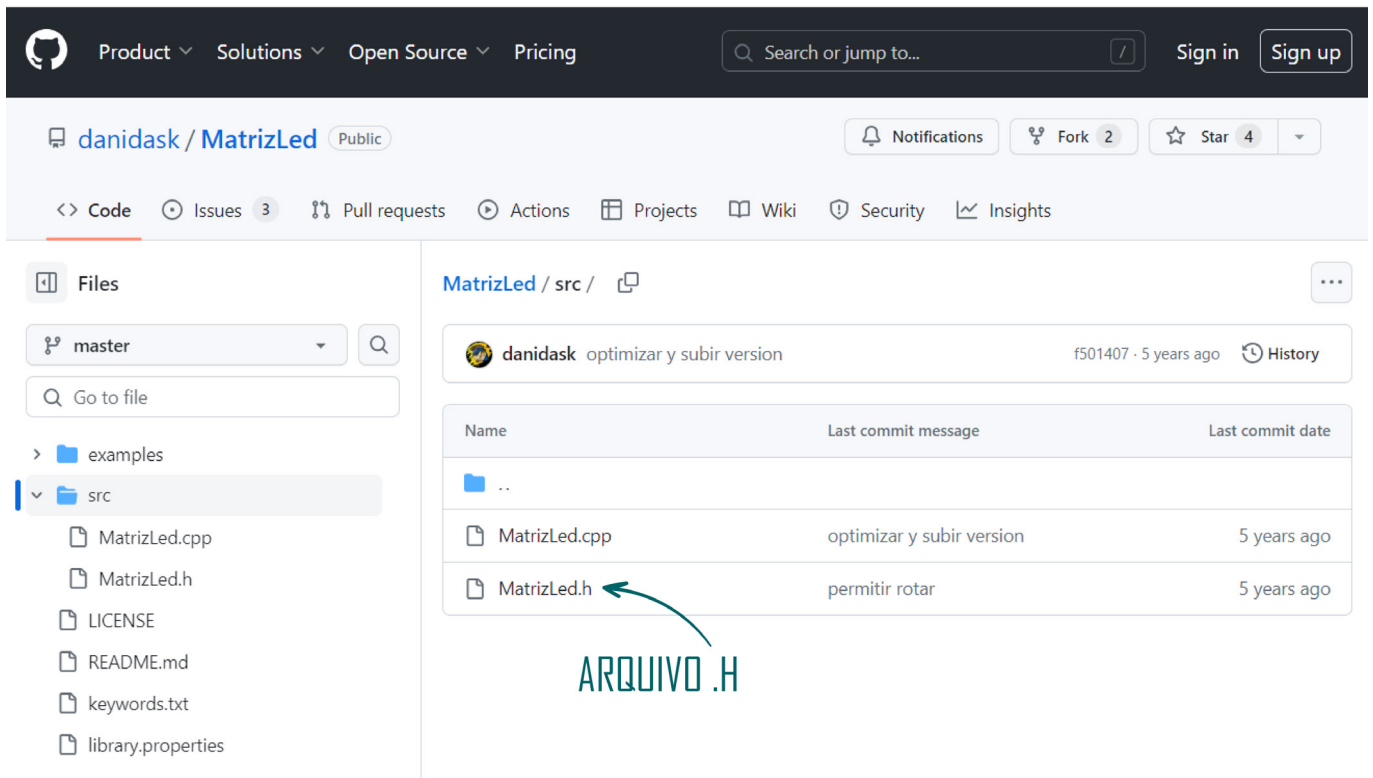 Product Solutions Open Source Pricing Search or jump to... / Sign in Sign up
danidask / MatrizLed Public Notifications Fork 2 Star 4
Code Issues 3 Pull requests Actions Projects Wiki Security Insights
Files
master
Go to file
examples
src
MatrizLed.cpp
MatrizLed.h
LICENSE
README.md
keywords.txt
library.properties
MatrizLed / src /
danidask optimizar y subir version f501407 · 5 years ago History
Name Last commit message Last commit date
..
MatrizLed.cpp optimizar y subir version 5 years ago
MatrizLed.h permitir rotar 5 years ago
ARQUIVO .H